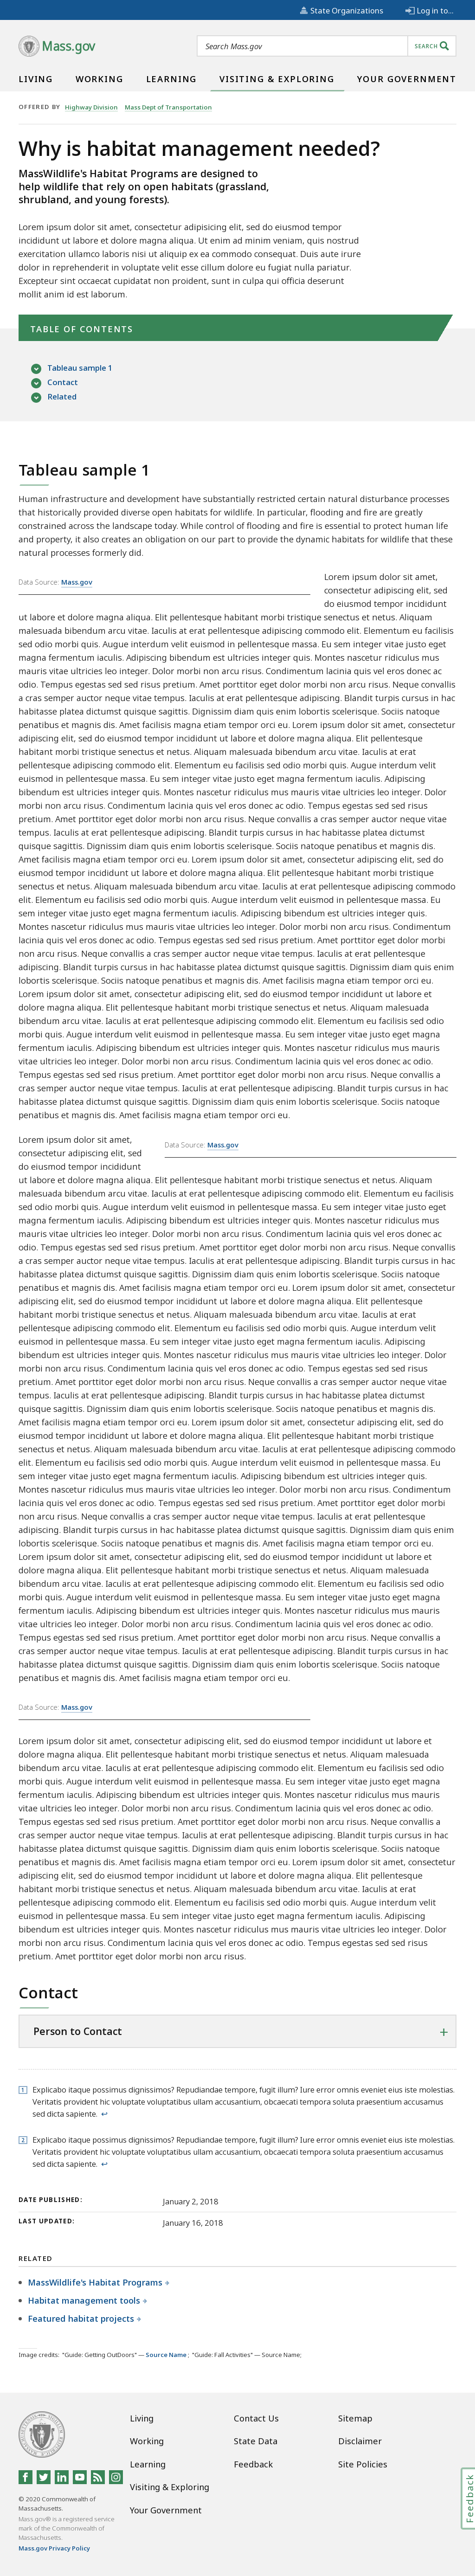 State Organizations
Log in to...
Mass.gov
Search Mass.gov
SEARCH
LIVING
WORKING
LEARNING
VISITING & EXPLORING
YOUR GOVERNMENT
OFFERED BY Highway Division Mass Dept of Transportation
Why is habitat management needed?
MassWildlife's Habitat Programs are designed to
help wildlife that rely on open habitats (grassland,
shrubland, and young forests).
Lorem ipsum dolor sit amet, consectetur adipisicing elit, sed do eiusmod tempor
incididunt ut labore et dolore magna aliqua. Ut enim ad minim veniam, quis nostrud
exercitation ullamco laboris nisi ut aliquip ex ea commodo consequat. Duis aute irure
dolor in reprehenderit in voluptate velit esse cillum dolore eu fugiat nulla pariatur.
Excepteur sint occaecat cupidatat non proident, sunt in culpa qui officia deserunt
mollit anim id est laborum.
TABLE OF CONTENTS
Tableau sample 1
Contact
Related
Tableau sample 1
Human infrastructure and development have substantially restricted certain natural disturbance processes
that historically provided diverse open habitats for wildlife. In particular, flooding and fire are greatly
constrained across the landscape today. While control of flooding and fire is essential to protect human life
and property, it also creates an obligation on our part to provide the dynamic habitats for wildlife that these
natural processes formerly did.
Data Source: Mass.gov
Lorem ipsum dolor sit amet,
consectetur adipiscing elit, sed
do eiusmod tempor incididunt
ut labore et dolore magna aliqua. Elit pellentesque habitant morbi tristique senectus et netus. Aliquam
malesuada bibendum arcu vitae. Iaculis at erat pellentesque adipiscing commodo elit. Elementum eu facilisis
sed odio morbi quis. Augue interdum velit euismod in pellentesque massa. Eu sem integer vitae justo eget
magna fermentum iaculis. Adipiscing bibendum est ultricies integer quis. Montes nascetur ridiculus mus
mauris vitae ultricies leo integer. Dolor morbi non arcu risus. Condimentum lacinia quis vel eros donec ac
odio. Tempus egestas sed sed risus pretium. Amet porttitor eget dolor morbi non arcu risus. Neque convallis
a cras semper auctor neque vitae tempus. Iaculis at erat pellentesque adipiscing. Blandit turpis cursus in hac
habitasse platea dictumst quisque sagittis. Dignissim diam quis enim lobortis scelerisque. Sociis natoque
penatibus et magnis dis. Amet facilisis magna etiam tempor orci eu. Lorem ipsum dolor sit amet, consectetur
adipiscing elit, sed do eiusmod tempor incididunt ut labore et dolore magna aliqua. Elit pellentesque
habitant morbi tristique senectus et netus. Aliquam malesuada bibendum arcu vitae. Iaculis at erat
pellentesque adipiscing commodo elit. Elementum eu facilisis sed odio morbi quis. Augue interdum velit
euismod in pellentesque massa. Eu sem integer vitae justo eget magna fermentum iaculis. Adipiscing
bibendum est ultricies integer quis. Montes nascetur ridiculus mus mauris vitae ultricies leo integer. Dolor
morbi non arcu risus. Condimentum lacinia quis vel eros donec ac odio. Tempus egestas sed sed risus
pretium. Amet porttitor eget dolor morbi non arcu risus. Neque convallis a cras semper auctor neque vitae
tempus. Iaculis at erat pellentesque adipiscing. Blandit turpis cursus in hac habitasse platea dictumst
quisque sagittis. Dignissim diam quis enim lobortis scelerisque. Sociis natoque penatibus et magnis dis.
Amet facilisis magna etiam tempor orci eu. Lorem ipsum dolor sit amet, consectetur adipiscing elit, sed do
eiusmod tempor incididunt ut labore et dolore magna aliqua. Elit pellentesque habitant morbi tristique
senectus et netus. Aliquam malesuada bibendum arcu vitae. Iaculis at erat pellentesque adipiscing commodo
elit. Elementum eu facilisis sed odio morbi quis. Augue interdum velit euismod in pellentesque massa. Eu
sem integer vitae justo eget magna fermentum iaculis. Adipiscing bibendum est ultricies integer quis.
Montes nascetur ridiculus mus mauris vitae ultricies leo integer. Dolor morbi non arcu risus. Condimentum
lacinia quis vel eros donec ac odio. Tempus egestas sed sed risus pretium. Amet porttitor eget dolor morbi
non arcu risus. Neque convallis a cras semper auctor neque vitae tempus. Iaculis at erat pellentesque
adipiscing. Blandit turpis cursus in hac habitasse platea dictumst quisque sagittis. Dignissim diam quis enim
lobortis scelerisque. Sociis natoque penatibus et magnis dis. Amet facilisis magna etiam tempor orci eu.
Lorem ipsum dolor sit amet, consectetur adipiscing elit, sed do eiusmod tempor incididunt ut labore et
dolore magna aliqua. Elit pellentesque habitant morbi tristique senectus et netus. Aliquam malesuada
bibendum arcu vitae. Iaculis at erat pellentesque adipiscing commodo elit. Elementum eu facilisis sed odio
morbi quis. Augue interdum velit euismod in pellentesque massa. Eu sem integer vitae justo eget magna
fermentum iaculis. Adipiscing bibendum est ultricies integer quis. Montes nascetur ridiculus mus mauris
vitae ultricies leo integer. Dolor morbi non arcu risus. Condimentum lacinia quis vel eros donec ac odio.
Tempus egestas sed sed risus pretium. Amet porttitor eget dolor morbi non arcu risus. Neque convallis a
cras semper auctor neque vitae tempus. Iaculis at erat pellentesque adipiscing. Blandit turpis cursus in hac
habitasse platea dictumst quisque sagittis. Dignissim diam quis enim lobortis scelerisque. Sociis natoque
penatibus et magnis dis. Amet facilisis magna etiam tempor orci eu.
Lorem ipsum dolor sit amet,
consectetur adipiscing elit, sed
do eiusmod tempor incididunt
Data Source: Mass.gov
ut labore et dolore magna aliqua. Elit pellentesque habitant morbi tristique senectus et netus. Aliquam
malesuada bibendum arcu vitae. Iaculis at erat pellentesque adipiscing commodo elit. Elementum eu facilisis
sed odio morbi quis. Augue interdum velit euismod in pellentesque massa. Eu sem integer vitae justo eget
magna fermentum iaculis. Adipiscing bibendum est ultricies integer quis. Montes nascetur ridiculus mus
mauris vitae ultricies leo integer. Dolor morbi non arcu risus. Condimentum lacinia quis vel eros donec ac
odio. Tempus egestas sed sed risus pretium. Amet porttitor eget dolor morbi non arcu risus. Neque convallis
a cras semper auctor neque vitae tempus. Iaculis at erat pellentesque adipiscing. Blandit turpis cursus in hac
habitasse platea dictumst quisque sagittis. Dignissim diam quis enim lobortis scelerisque. Sociis natoque
penatibus et magnis dis. Amet facilisis magna etiam tempor orci eu. Lorem ipsum dolor sit amet, consectetur
adipiscing elit, sed do eiusmod tempor incididunt ut labore et dolore magna aliqua. Elit pellentesque
habitant morbi tristique senectus et netus. Aliquam malesuada bibendum arcu vitae. Iaculis at erat
pellentesque adipiscing commodo elit. Elementum eu facilisis sed odio morbi quis. Augue interdum velit
euismod in pellentesque massa. Eu sem integer vitae justo eget magna fermentum iaculis. Adipiscing
bibendum est ultricies integer quis. Montes nascetur ridiculus mus mauris vitae ultricies leo integer. Dolor
morbi non arcu risus. Condimentum lacinia quis vel eros donec ac odio. Tempus egestas sed sed risus
pretium. Amet porttitor eget dolor morbi non arcu risus. Neque convallis a cras semper auctor neque vitae
tempus. Iaculis at erat pellentesque adipiscing. Blandit turpis cursus in hac habitasse platea dictumst
quisque sagittis. Dignissim diam quis enim lobortis scelerisque. Sociis natoque penatibus et magnis dis.
Amet facilisis magna etiam tempor orci eu. Lorem ipsum dolor sit amet, consectetur adipiscing elit, sed do
eiusmod tempor incididunt ut labore et dolore magna aliqua. Elit pellentesque habitant morbi tristique
senectus et netus. Aliquam malesuada bibendum arcu vitae. Iaculis at erat pellentesque adipiscing commodo
elit. Elementum eu facilisis sed odio morbi quis. Augue interdum velit euismod in pellentesque massa. Eu
sem integer vitae justo eget magna fermentum iaculis. Adipiscing bibendum est ultricies integer quis.
Montes nascetur ridiculus mus mauris vitae ultricies leo integer. Dolor morbi non arcu risus. Condimentum
lacinia quis vel eros donec ac odio. Tempus egestas sed sed risus pretium. Amet porttitor eget dolor morbi
non arcu risus. Neque convallis a cras semper auctor neque vitae tempus. Iaculis at erat pellentesque
adipiscing. Blandit turpis cursus in hac habitasse platea dictumst quisque sagittis. Dignissim diam quis enim
lobortis scelerisque. Sociis natoque penatibus et magnis dis. Amet facilisis magna etiam tempor orci eu.
Lorem ipsum dolor sit amet, consectetur adipiscing elit, sed do eiusmod tempor incididunt ut labore et
dolore magna aliqua. Elit pellentesque habitant morbi tristique senectus et netus. Aliquam malesuada
bibendum arcu vitae. Iaculis at erat pellentesque adipiscing commodo elit. Elementum eu facilisis sed odio
morbi quis. Augue interdum velit euismod in pellentesque massa. Eu sem integer vitae justo eget magna
fermentum iaculis. Adipiscing bibendum est ultricies integer quis. Montes nascetur ridiculus mus mauris
vitae ultricies leo integer. Dolor morbi non arcu risus. Condimentum lacinia quis vel eros donec ac odio.
Tempus egestas sed sed risus pretium. Amet porttitor eget dolor morbi non arcu risus. Neque convallis a
cras semper auctor neque vitae tempus. Iaculis at erat pellentesque adipiscing. Blandit turpis cursus in hac
habitasse platea dictumst quisque sagittis. Dignissim diam quis enim lobortis scelerisque. Sociis natoque
penatibus et magnis dis. Amet facilisis magna etiam tempor orci eu.
Data Source: Mass.gov
Lorem ipsum dolor sit amet, consectetur adipiscing elit, sed do eiusmod tempor incididunt ut labore et
dolore magna aliqua. Elit pellentesque habitant morbi tristique senectus et netus. Aliquam malesuada
bibendum arcu vitae. Iaculis at erat pellentesque adipiscing commodo elit. Elementum eu facilisis sed odio
morbi quis. Augue interdum velit euismod in pellentesque massa. Eu sem integer vitae justo eget magna
fermentum iaculis. Adipiscing bibendum est ultricies integer quis. Montes nascetur ridiculus mus mauris
vitae ultricies leo integer. Dolor morbi non arcu risus. Condimentum lacinia quis vel eros donec ac odio.
Tempus egestas sed sed risus pretium. Amet porttitor eget dolor morbi non arcu risus. Neque convallis a
cras semper auctor neque vitae tempus. Iaculis at erat pellentesque adipiscing. Blandit turpis cursus in hac
habitasse platea dictumst quisque sagittis. Dignissim diam quis enim lobortis scelerisque. Sociis natoque
penatibus et magnis dis. Amet facilisis magna etiam tempor orci eu. Lorem ipsum dolor sit amet, consectetur
adipiscing elit, sed do eiusmod tempor incididunt ut labore et dolore magna aliqua. Elit pellentesque
habitant morbi tristique senectus et netus. Aliquam malesuada bibendum arcu vitae. Iaculis at erat
pellentesque adipiscing commodo elit. Elementum eu facilisis sed odio morbi quis. Augue interdum velit
euismod in pellentesque massa. Eu sem integer vitae justo eget magna fermentum iaculis. Adipiscing
bibendum est ultricies integer quis. Montes nascetur ridiculus mus mauris vitae ultricies leo integer. Dolor
morbi non arcu risus. Condimentum lacinia quis vel eros donec ac odio. Tempus egestas sed sed risus
pretium. Amet porttitor eget dolor morbi non arcu risus.
Contact
Person to Contact
1 Explicabo itaque possimus dignissimos? Repudiandae tempore, fugit illum? Iure error omnis eveniet eius iste molestias.
Veritatis provident hic voluptate voluptatibus ullam accusantium, obcaecati tempora soluta praesentium accusamus
sed dicta sapiente. ↩
2 Explicabo itaque possimus dignissimos? Repudiandae tempore, fugit illum? Iure error omnis eveniet eius iste molestias.
Veritatis provident hic voluptate voluptatibus ullam accusantium, obcaecati tempora soluta praesentium accusamus
sed dicta sapiente. ↩
DATE PUBLISHED: January 2, 2018
LAST UPDATED: January 16, 2018
RELATED
MassWildlife's Habitat Programs
Habitat management tools
Featured habitat projects
Image credits: "Guide: Getting OutDoors" — Source Name ; "Guide: Fall Activities" — Source Name;
Living
Working
Learning
Visiting & Exploring
Your Government
Contact Us
State Data
Feedback
Sitemap
Disclaimer
Site Policies
© 2020 Commonwealth of
Massachusetts.
Mass.gov® is a registered service
mark of the Commonwealth of
Massachusetts.
Mass.gov Privacy Policy
Feedback